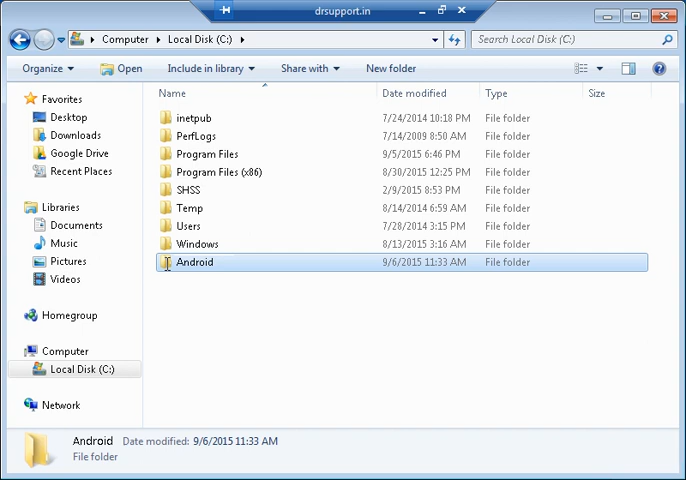 drsupport.in
Computer Local Disk (C:)
Search Local Disk (C:)
Organize Open Include in library Share with New folder
Name Date modified Type Size
Favorites
Desktop
Downloads
Google Drive
Recent Places
Libraries
Documents
Music
Pictures
Videos
Homegroup
Computer
Local Disk (C:)
Network
inetpub 7/24/2014 10:18 PM File folder
PerfLogs 7/14/2009 8:50 AM File folder
Program Files 9/5/2015 6:46 PM File folder
Program Files (x86) 8/30/2015 12:25 PM File folder
SHSS 2/9/2015 8:53 PM File folder
Temp 8/14/2014 6:59 AM File folder
Users 7/28/2014 3:15 PM File folder
Windows 8/13/2015 3:16 AM File folder
Android 9/6/2015 11:33 AM File folder
Android Date modified: 9/6/2015 11:33 AM
File folder